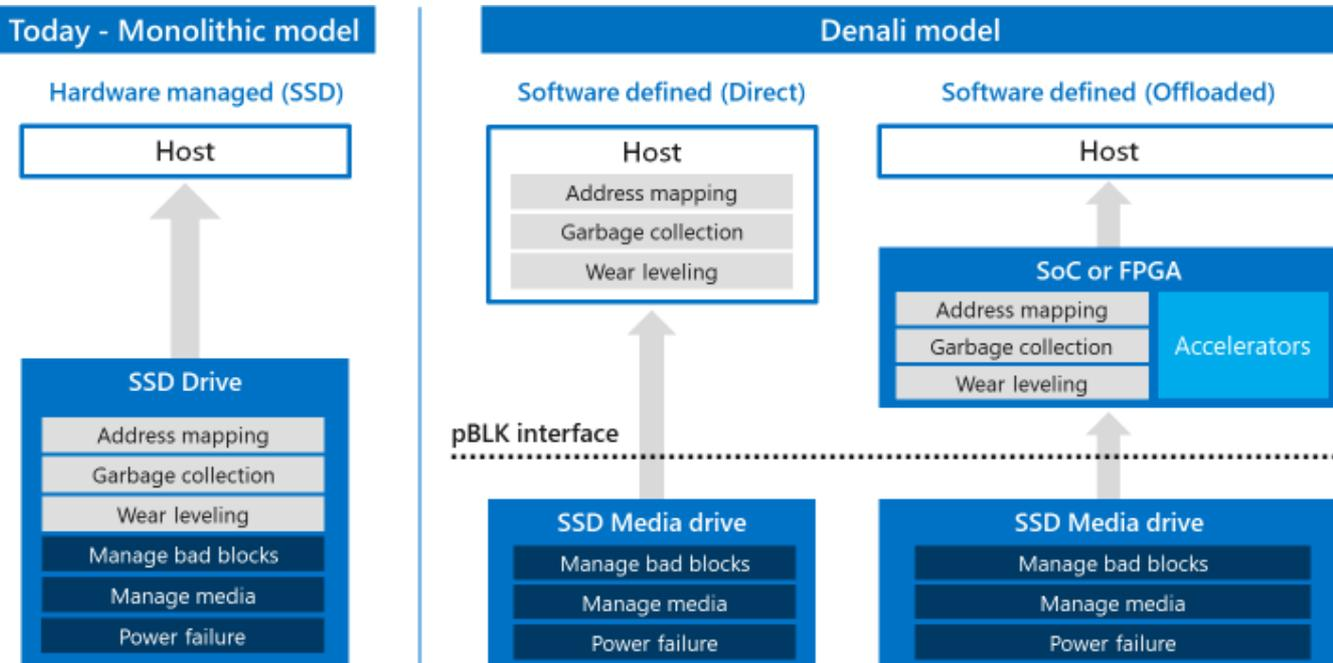 Today - Monolithic model
Hardware managed (SSD)
Host
SSD Drive
Address mapping
Garbage collection
Wear leveling
Manage bad blocks
Manage media
Power failure
Denali model
Software defined (Direct)
Host
Address mapping
Garbage collection
Wear leveling
pBLK interface
SSD Media drive
Manage bad blocks
Manage media
Power failure
Software defined (Offloaded)
Host
SoC or FPGA
Address mapping
Garbage collection
Wear leveling
Accelerators
SSD Media drive
Manage bad blocks
Manage media
Power failure